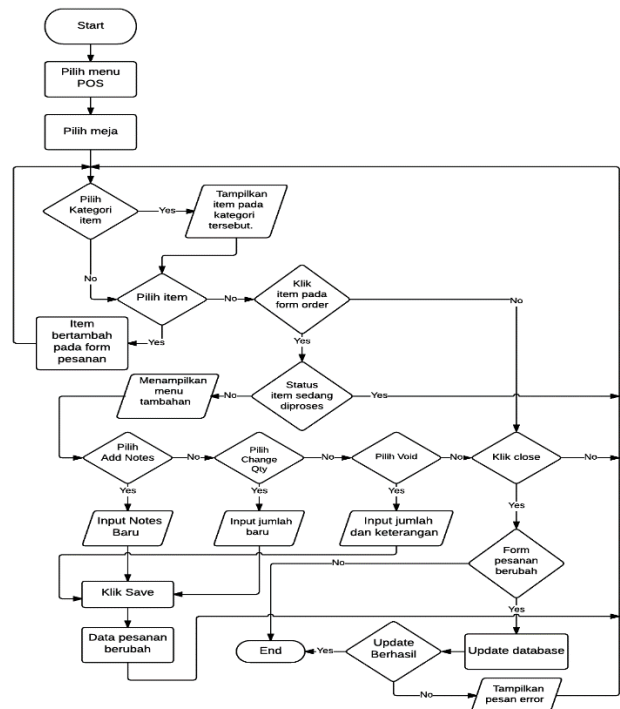 Start
Pilih menu
POS
Pilih meja
Pilih
Kategori
item
Yes
Tampilkan
item pada
kategori
tersebut.
No
Pilih item
No
Klik
item pada
form order
No
Yes
Item
bertambah
pada form
pesanan
Yes
Status
item sedang
diproses
Yes
No
Menampilkan
menu
tambahan
Pilih
Add Notes
No
Pilih
Change
Qty
No
Pilih Void
No
Klik close
No
Yes
Yes
Yes
Yes
Input Notes
Baru
Input jumlah
baru
Input jumlah
dan keterangan
Form
pesanan
berubah
No
Yes
Klik Save
Data pesanan
berubah
End
Yes
Update
Berhasil
Update database
No
Tampilkan
pesan error